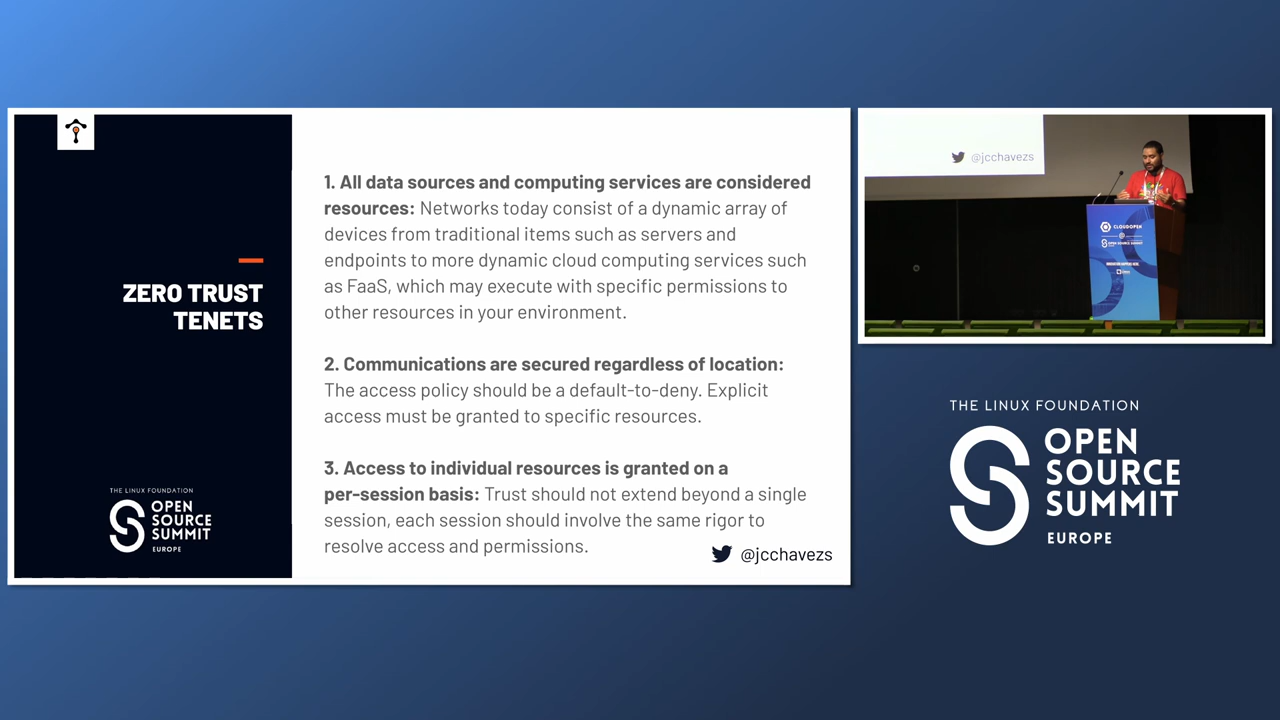 ZERO TRUST
TENETS
THE LINUX FOUNDATION
OPEN
SOURCE
SUMMIT
EUROPE
1. All data sources and computing services are considered
resources: Networks today consist of a dynamic array of
devices from traditional items such as servers and
endpoints to more dynamic cloud computing services such
as FaaS, which may execute with specific permissions to
other resources in your environment.
2. Communications are secured regardless of location:
The access policy should be a default-to-deny. Explicit
access must be granted to specific resources.
3. Access to individual resources is granted on a
per-session basis: Trust should not extend beyond a single
session, each session should involve the same rigor to
resolve access and permissions.
@jcchavezs
@jcchavezs
CLOUDOPEN
OPEN SOURCE SUMMIT
THE LINUX FOUNDATION
OPEN
SOURCE
SUMMIT
EUROPE